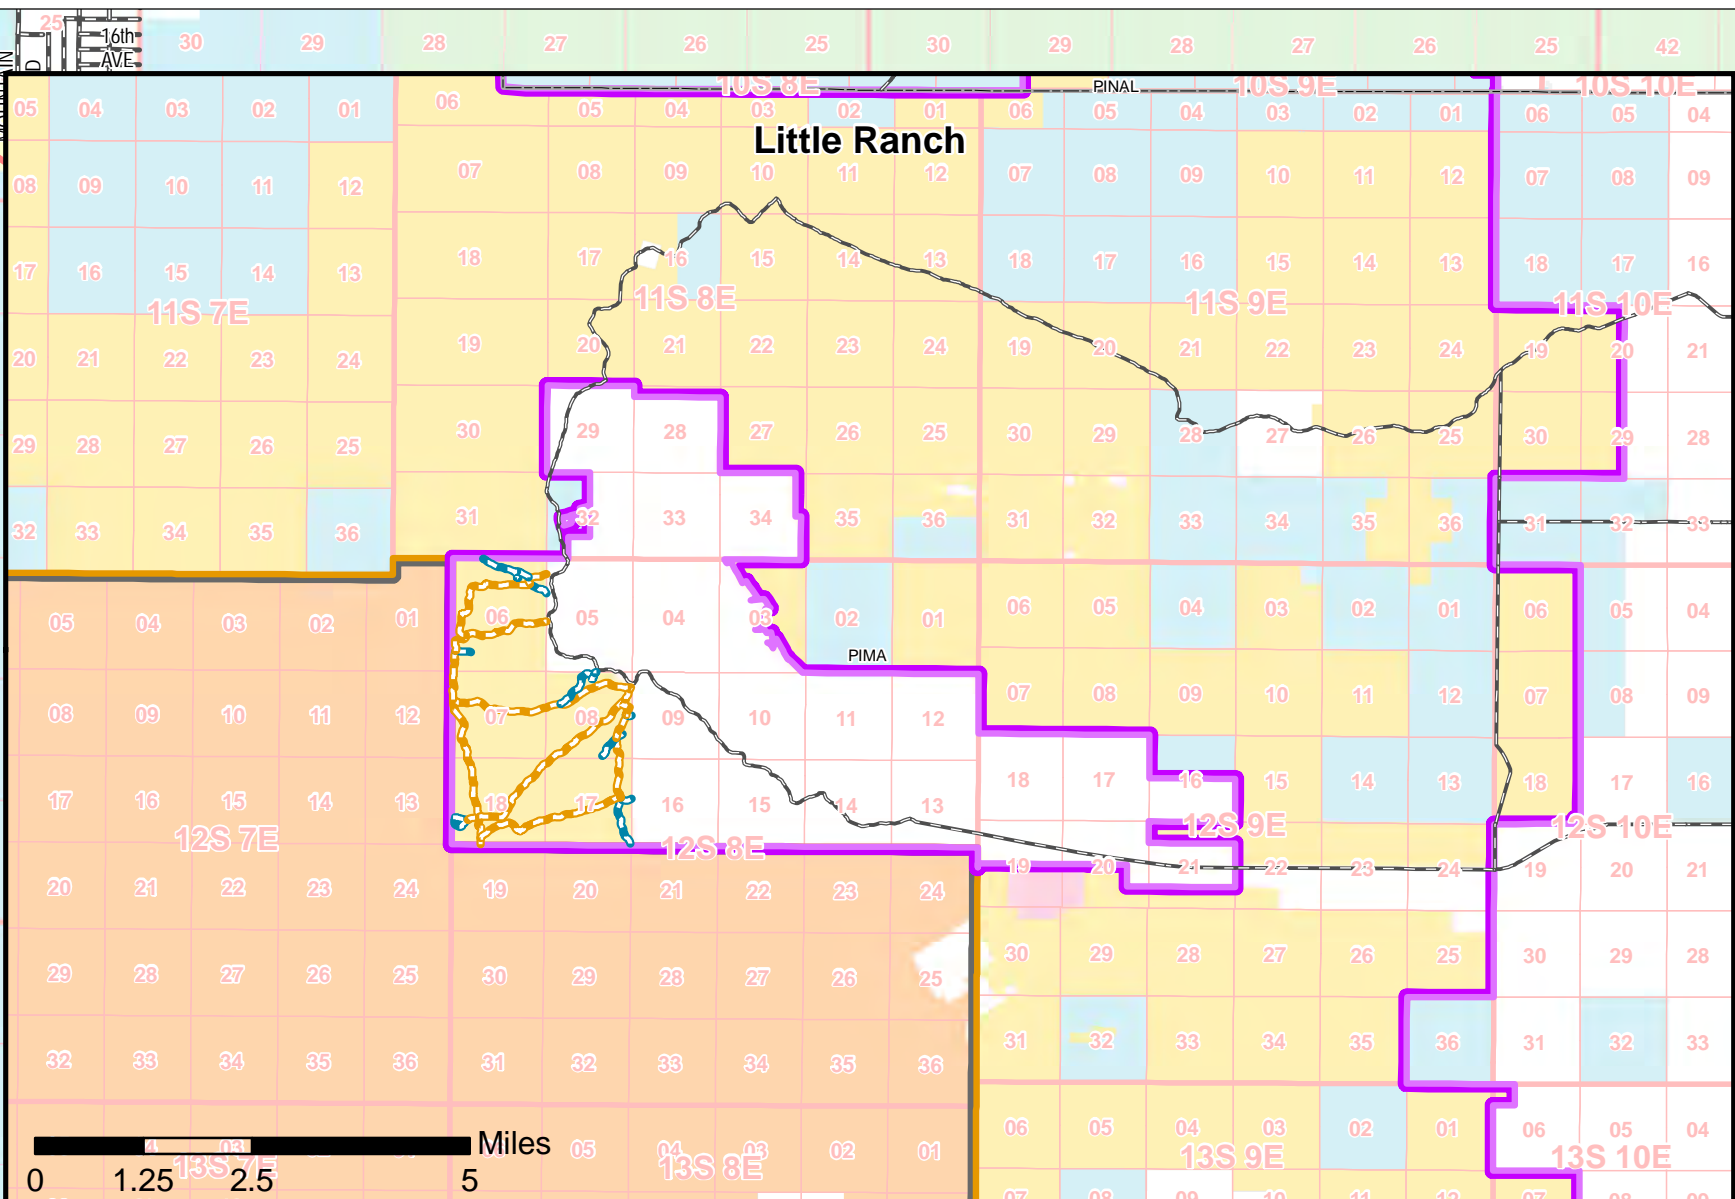 25 30 29 28 27 26 25 30 29 28 27 26 25 42
16th
AVE
D
PINAL
10S 8E 10S 9E 10S 10E
05 04 03 02 01 06 05 04 03 02 01 06 05 04 03 02 01 06 05 04
Little Ranch
08 09 10 11 12 07 08 09 10 11 12 07 08 09 10 11 12 07 08 09
17 16 15 14 13 18 17 16 15 14 13 18 17 16 15 14 13 18 17 16
11S 7E 11S 8E 11S 9E 11S 10E
20 21 22 23 24 19 20 21 22 23 24 19 20 21 22 23 24 19 20 21
29 28 27 26 25 30 29 28 27 26 25 30 29 28 27 26 25 30 29 28
32 33 34 35 36 31 32 33 34 35 36 31 32 33 34 35 36 31 32 33
05 04 03 02 01 06 05 04 03 02 01 06 05 04 03 02 01 06 05 04
PIMA
08 09 10 11 12 07 08 09 10 11 12 07 08 09 10 11 12 07 08 09
17 16 15 14 13 18 17 16 15 14 13 18 17 16 15 14 13 18 17 16
12S 7E 12S 8E 12S 9E 12S 10E
20 21 22 23 24 19 20 21 22 23 24 19 20 21 22 23 24 19 20 21
29 28 27 26 25 30 29 28 27 26 25 30 29 28 27 26 25 30 29 28
32 33 34 35 36 31 32 33 34 35 36 31 32 33 34 35 36 31 32 33
03 05 04 03 02 01 06 05 04 03 02 01 06 05 04
13S 7E 13S 8E 13S 9E 13S 10E
Miles
0 1.25 2.5 5